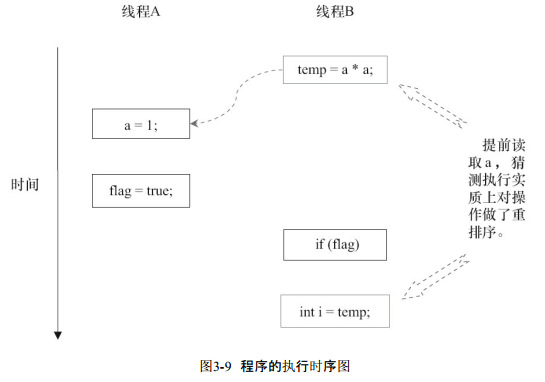 线程A
线程B
temp = a * a;
a = 1;
提前读
取a，猜
测执行实
质上对操
作做了重
排序。
时间
flag = true;
if (flag)
int i = temp;
图3-9 程序的执行时序图